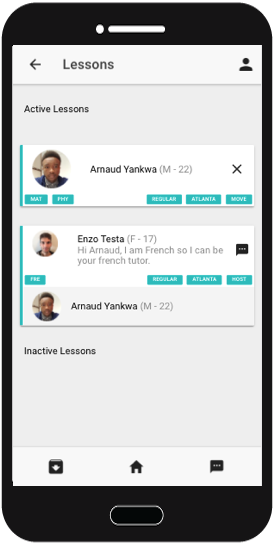 Lessons
Active Lessons
Arnaud Yankwa (M - 22)
MAT PHY REGULAR ATLANTA MOVE
Enzo Testa (F - 17)
Hi Arnaud, I am French so I can be
your french tutor.
FRE REGULAR ATLANTA HOST
Arnaud Yankwa (M - 22)
Inactive Lessons